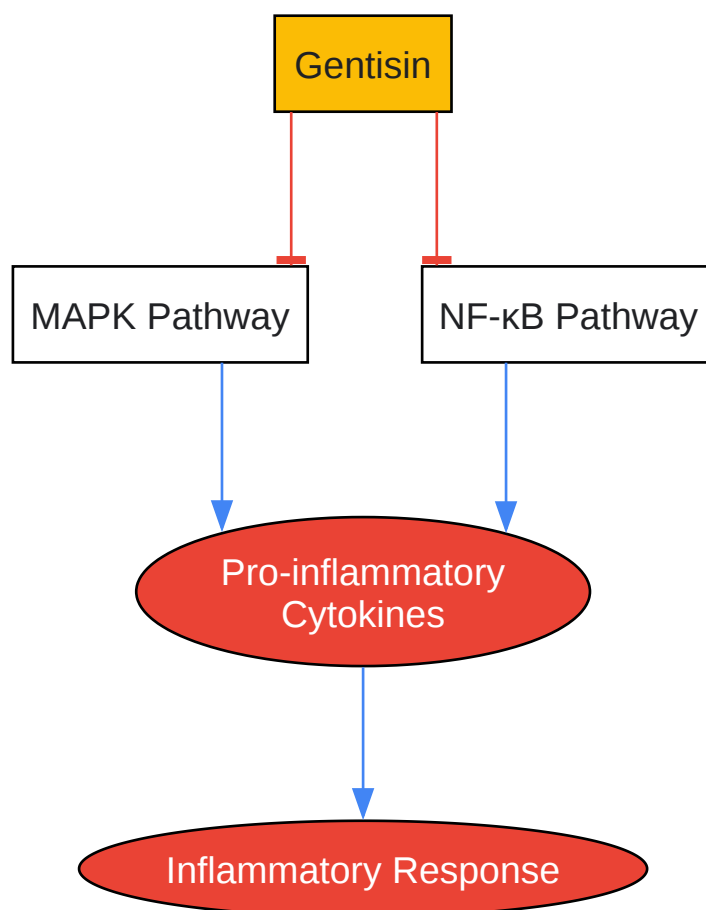 Gentisin
MAPK Pathway
NF-κB Pathway
Pro-inflammatory
Cytokines
Inflammatory Response